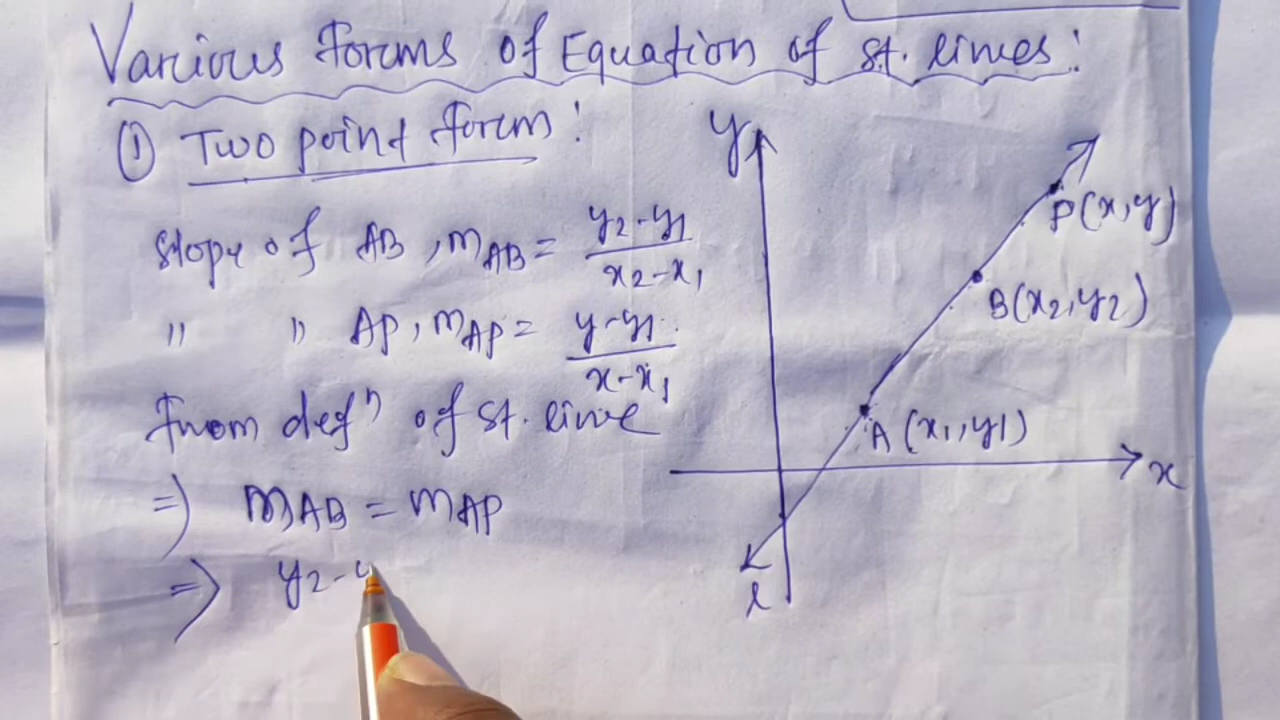 Various forms of Equation of st. lines:
① Two point form:
Slope of AB, mAB = y2-y1 / x2-x1
" " AP, mAP = y-y1 / x-x1
From defⁿ of st. line
=> mAB = mAP
=> y2-y
y
P(x,y)
B(x2,y2)
A(x1,y1)
x
l